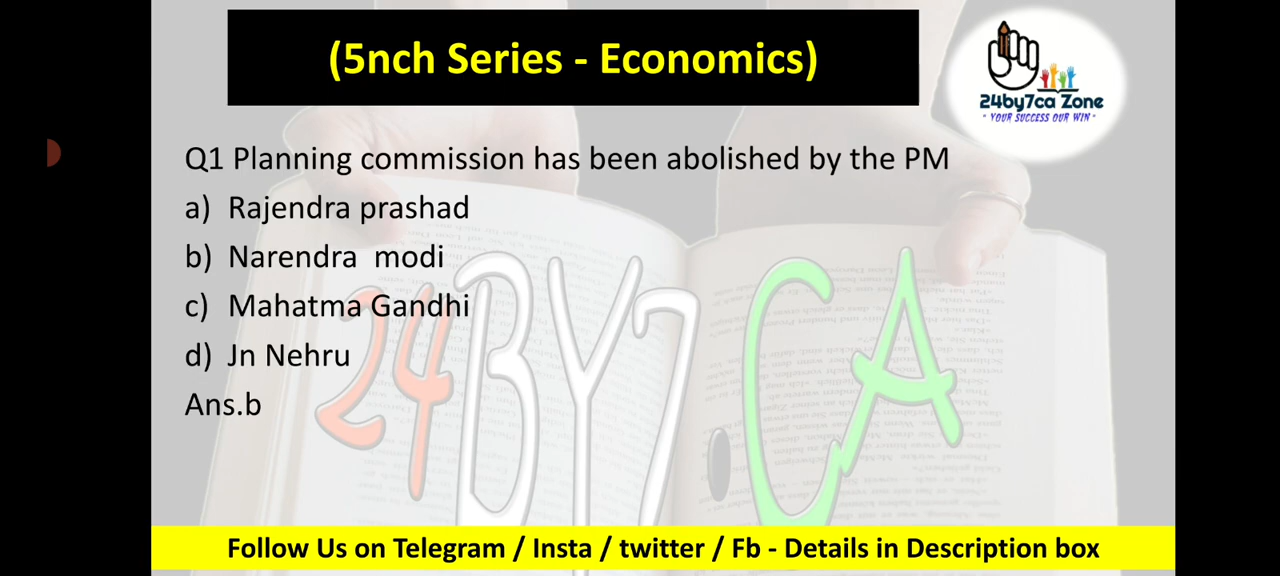 (5nch Series - Economics)
24by7ca Zone
" YOUR SUCCESS OUR WIN "
Q1 Planning commission has been abolished by the PM
a) Rajendra prashad
b) Narendra modi
c) Mahatma Gandhi
d) Jn Nehru
Ans.b
24BY7.CA
Follow Us on Telegram / Insta / twitter / Fb - Details in Description box